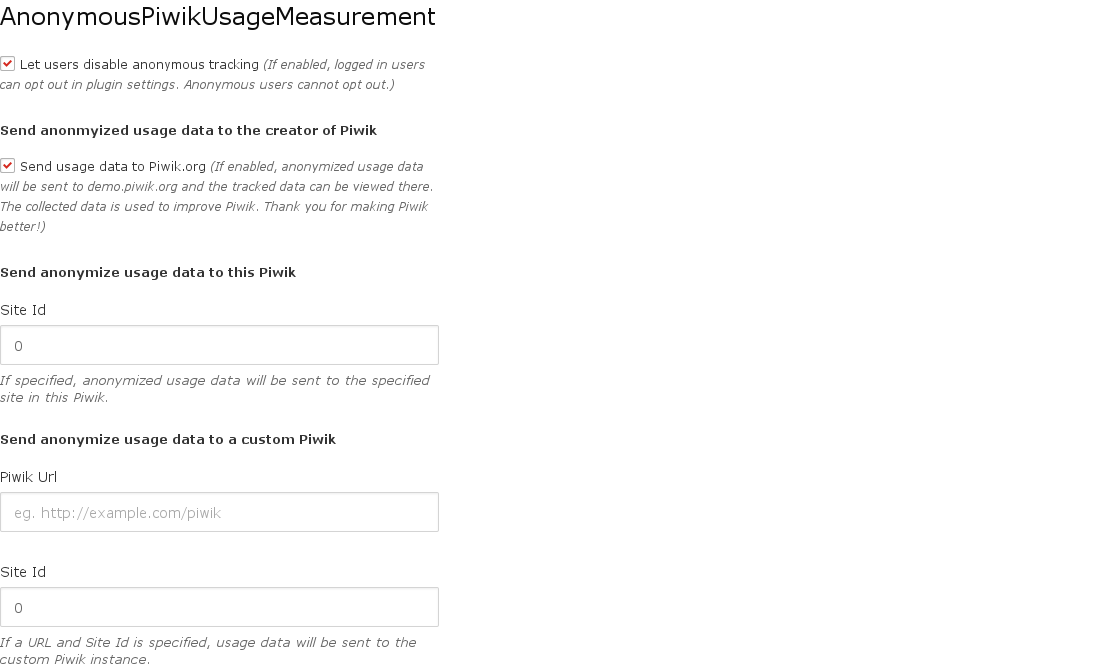 AnonymousPiwikUsageMeasurement
Let users disable anonymous tracking (If enabled, logged in users
can opt out in plugin settings. Anonymous users cannot opt out.)
Send anonmyized usage data to the creator of Piwik
Send usage data to Piwik.org (If enabled, anonymized usage data
will be sent to demo.piwik.org and the tracked data can be viewed there.
The collected data is used to improve Piwik. Thank you for making Piwik
better!)
Send anonymize usage data to this Piwik
Site Id
0
If specified, anonymized usage data will be sent to the specified
site in this Piwik.
Send anonymize usage data to a custom Piwik
Piwik Url
eg. http://example.com/piwik
Site Id
0
If a URL and Site Id is specified, usage data will be sent to the
custom Piwik instance.